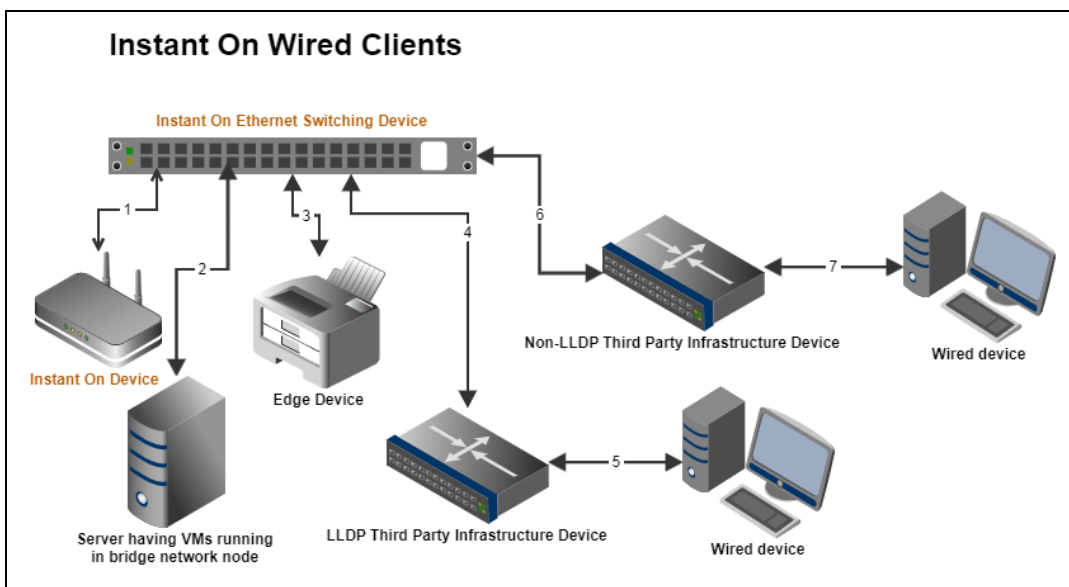 Instant On Wired Clients
Instant On Ethernet Switching Device
1
2
3
4
6
7
Instant On Device
Edge Device
Non-LLDP Third Party Infrastructure Device
Wired device
5
Server having VMs running
in bridge network node
LLDP Third Party Infrastructure Device
Wired device